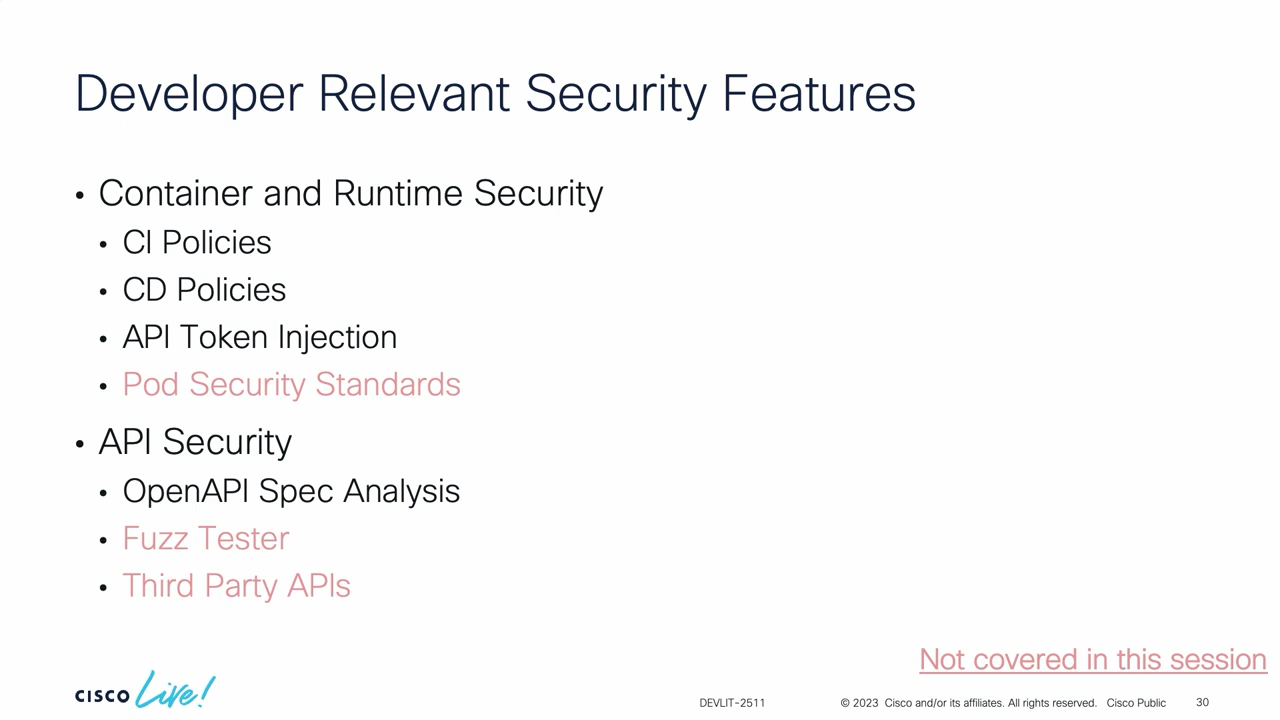 Developer Relevant Security Features
• Container and Runtime Security
• CI Policies
• CD Policies
• API Token Injection
• Pod Security Standards
• API Security
• OpenAPI Spec Analysis
• Fuzz Tester
• Third Party APIs
Not covered in this session
CISCO Live!
DEVLIT-2511
© 2023 Cisco and/or its affiliates. All rights reserved. Cisco Public
30